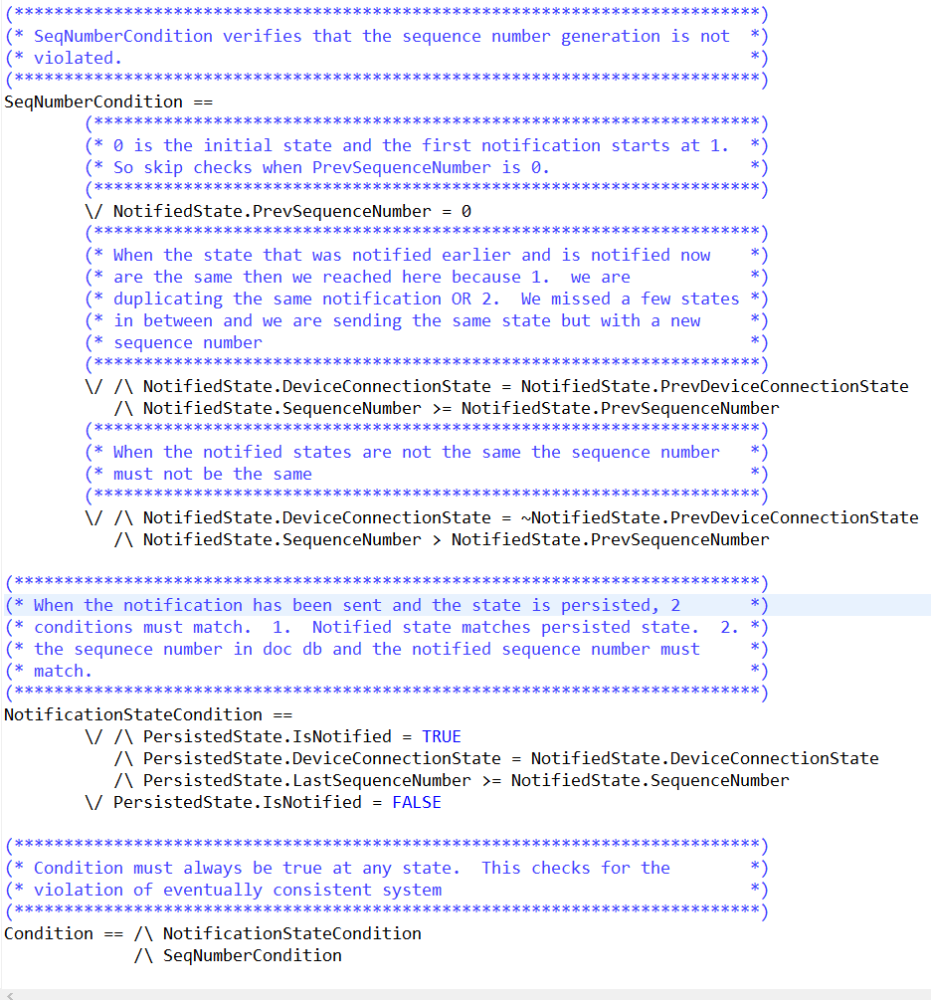 (***************************************************************************)
(* SeqNumberCondition verifies that the sequence number generation is not  *)
(* violated.                                                               *)
(***************************************************************************)
SeqNumberCondition ==
        (*******************************************************************)
        (* 0 is the initial state and the first notification starts at 1.  *)
        (* So skip checks when PrevSequenceNumber is 0.                    *)
        (*******************************************************************)
        \/ NotifiedState.PrevSequenceNumber = 0
        (*******************************************************************)
        (* When the state that was notified earlier and is notified now    *)
        (* are the same then we reached here because 1.  we are            *)
        (* duplicating the same notification OR 2.  We missed a few states *)
        (* in between and we are sending the same state but with a new     *)
        (* sequence number                                                 *)
        (*******************************************************************)
        \/ /\ NotifiedState.DeviceConnectionState = NotifiedState.PrevDeviceConnectionState
           /\ NotifiedState.SequenceNumber >= NotifiedState.PrevSequenceNumber
        (*******************************************************************)
        (* When the notified states are not the same the sequence number   *)
        (* must not be the same                                            *)
        (*******************************************************************)
        \/ /\ NotifiedState.DeviceConnectionState = ~NotifiedState.PrevDeviceConnectionState
           /\ NotifiedState.SequenceNumber > NotifiedState.PrevSequenceNumber
(***************************************************************************)
(* When the notification has been sent and the state is persisted, 2       *)
(* conditions must match.  1.  Notified state matches persisted state.  2. *)
(* the sequnece number in doc db and the notified sequence number must     *)
(* match.                                                                  *)
(***************************************************************************)
NotificationStateCondition ==
        \/ /\ PersistedState.IsNotified = TRUE
           /\ PersistedState.DeviceConnectionState = NotifiedState.DeviceConnectionState
           /\ PersistedState.LastSequenceNumber >= NotifiedState.SequenceNumber
        \/ PersistedState.IsNotified = FALSE
(***************************************************************************)
(* Condition must always be true at any state.  This checks for the        *)
(* violation of eventually consistent system                               *)
(***************************************************************************)
Condition == /\ NotificationStateCondition
             /\ SeqNumberCondition